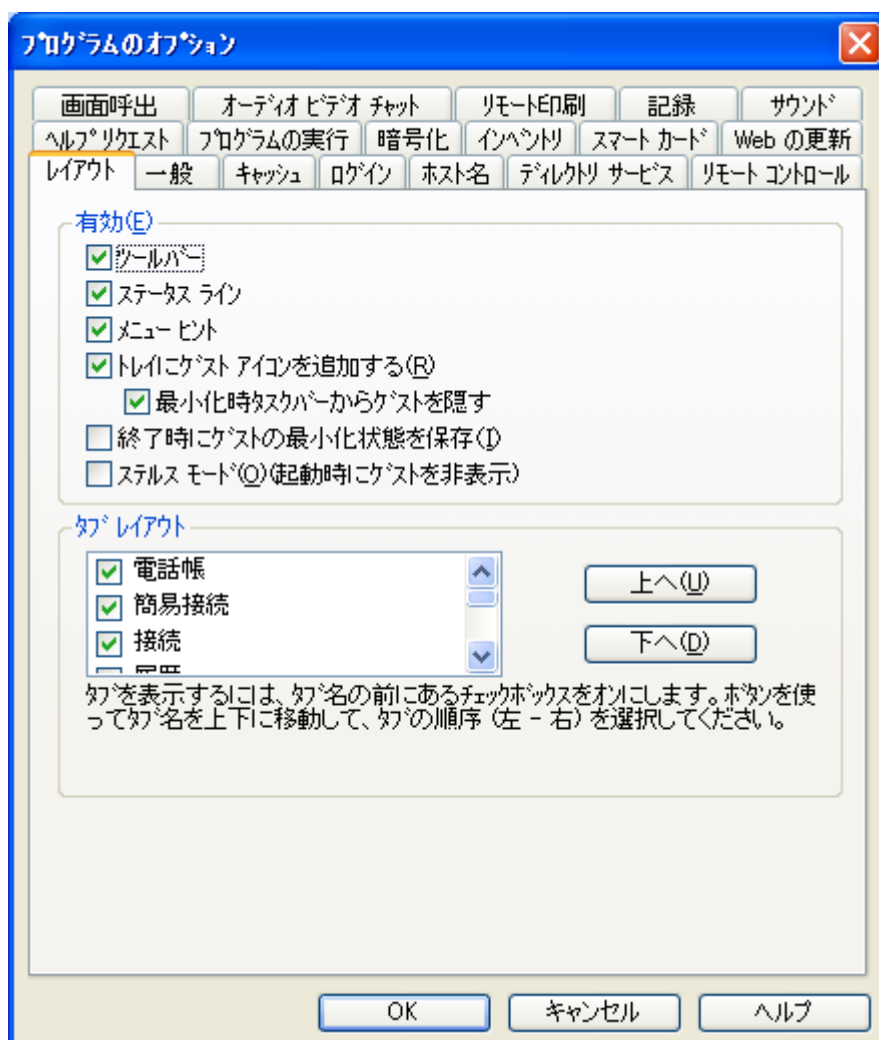 プログラムのオプション
画面呼出 オーディオ ビデオ チャット リモート印刷 記録 サウンド
ヘルプ リクエスト プログラムの実行 暗号化 インベントリ スマート カード Web の更新
レイアウト 一般 キャッシュ ログイン ホスト名 ディレクトリ サービス リモート コントロール
有効(E)
ツールバー
ステータス ライン
メニュー ヒント
トレイにゲスト アイコンを追加する(R)
最小化時タスクバーからゲストを隠す
終了時にゲストの最小化状態を保存(I)
ステルス モード(O)(起動時にゲストを非表示)
タブ レイアウト
電話帳
簡易接続
接続
履歴
上へ(U)
下へ(D)
タブを表示するには、タブ名の前にあるチェックボックスをオンにします。ボタンを使
ってタブ名を上下に移動して、タブの順序 (左 - 右) を選択してください。
OK キャンセル ヘルプ